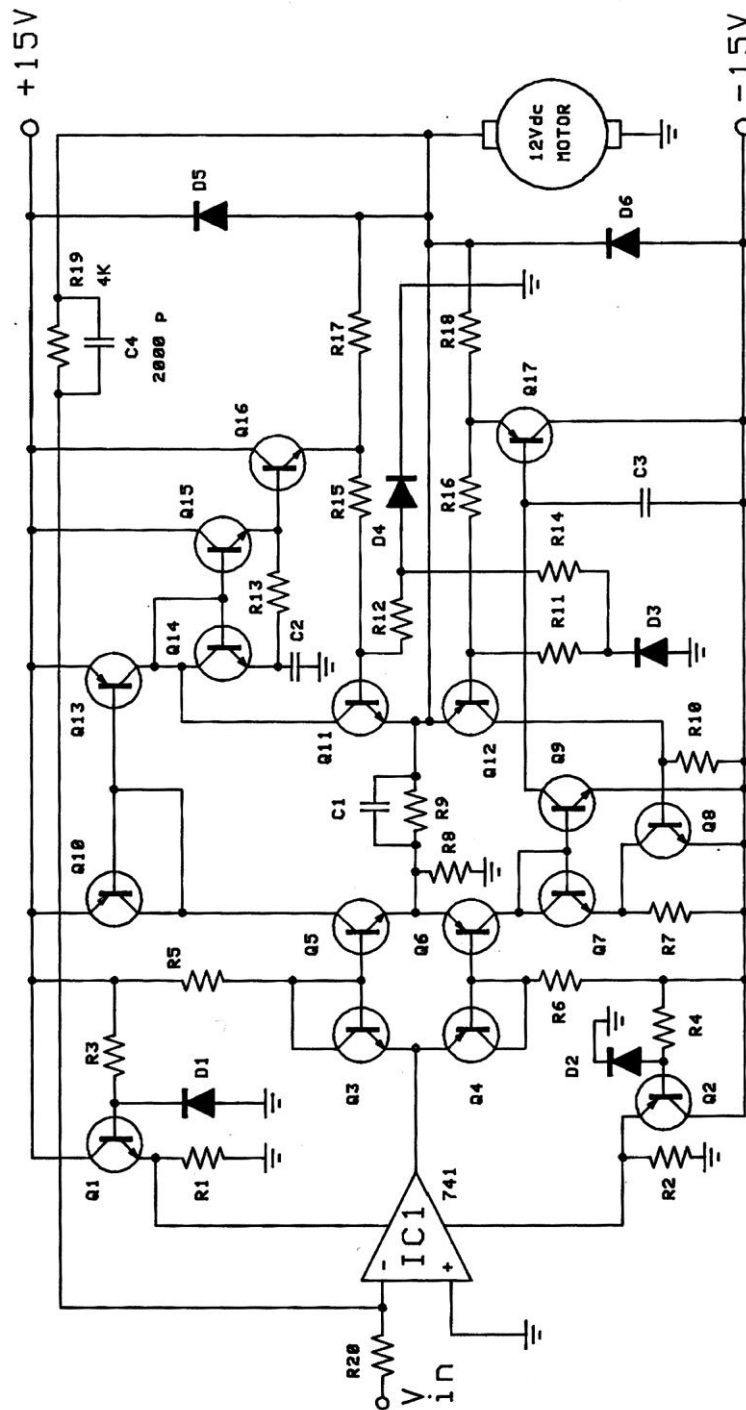 +15V
R19
4K
C4
2000 P
D5
12Vdc
MOTOR
Q16
R17
Q15
R15
R13
C2
Q14
Q13
D4
R12
R18
D6
Q17
R16
Q11
R14
R11
D3
C3
Q12
Q10
C1
R9
R8
Q9
R10
Q8
Q5
R5
Q6
Q7
R7
R3
Q3
Q4
R6
D1
D2
R4
Q1
R1
Q2
R2
741
IC1
-
+
R20
V in
-15V